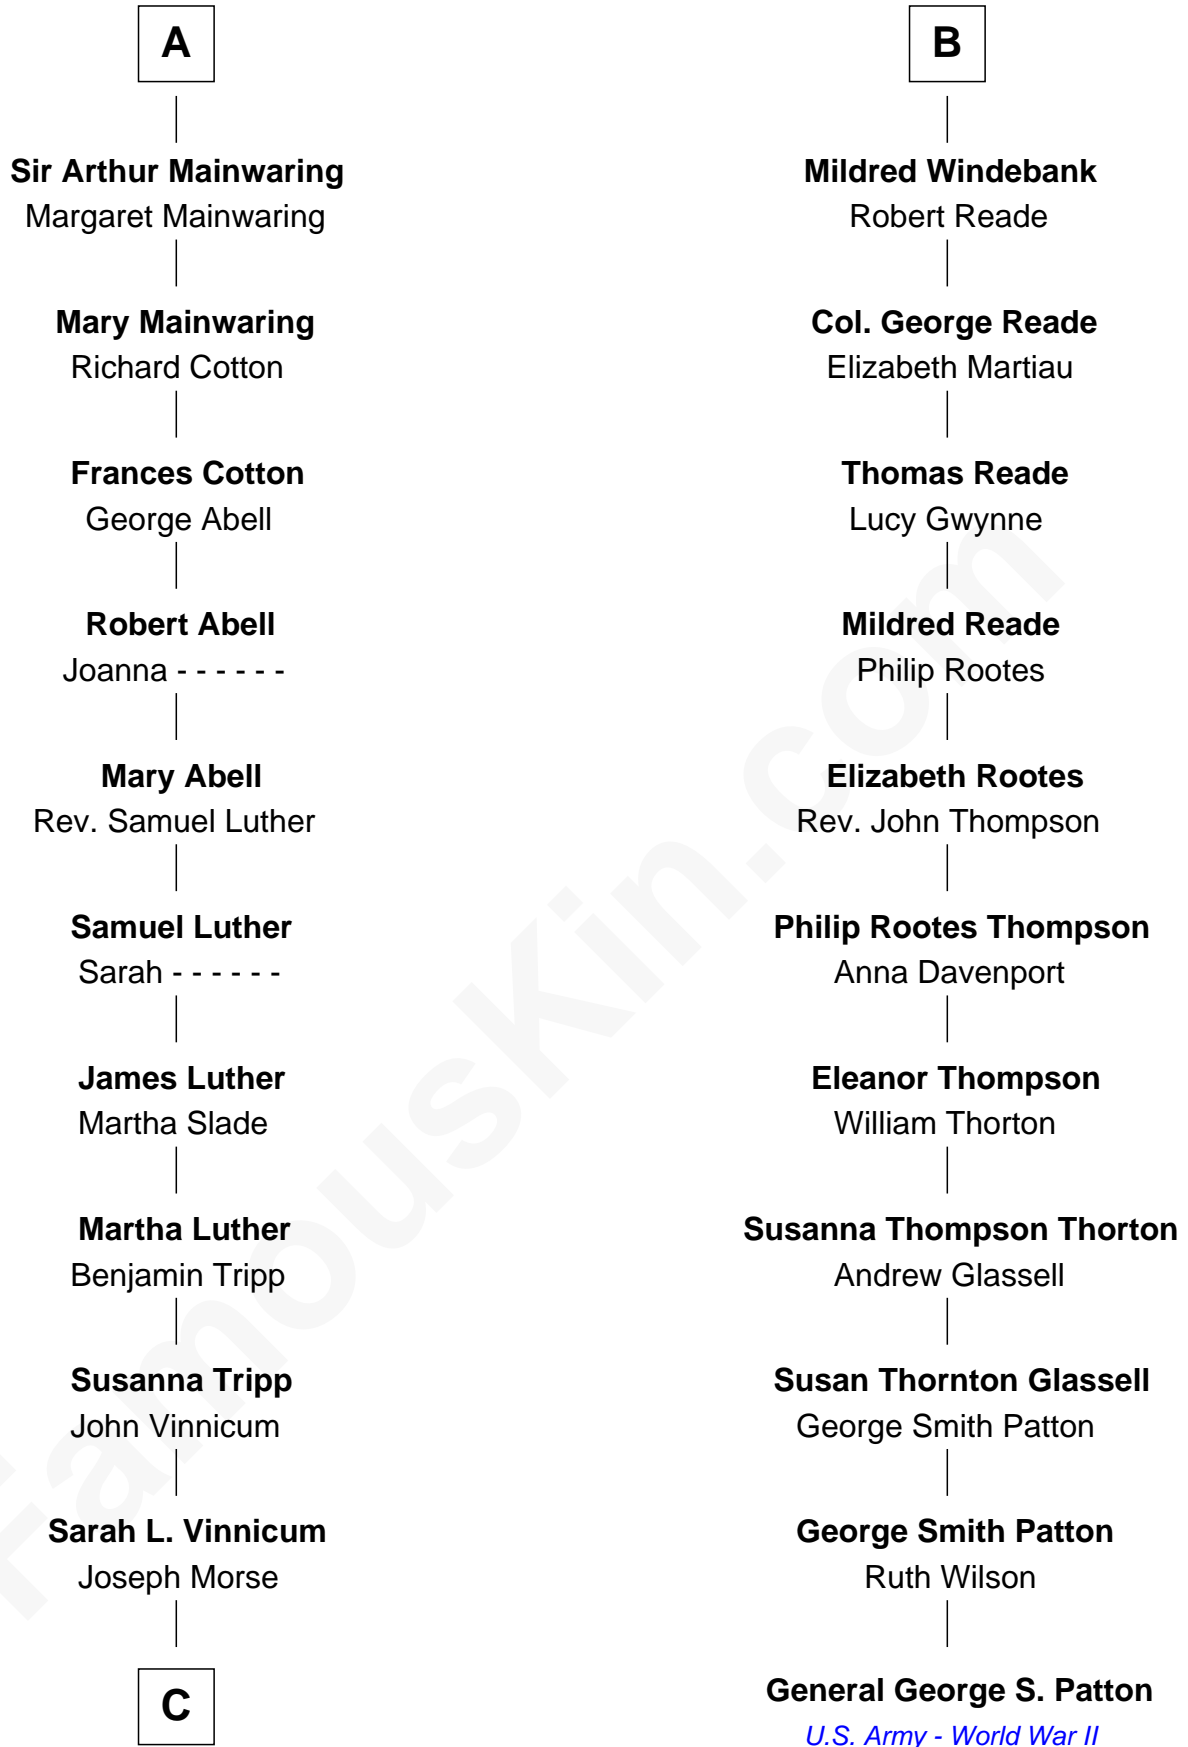 A
Sir Arthur Mainwaring
Margaret Mainwaring
Mary Mainwaring
Richard Cotton
Frances Cotton
George Abell
Robert Abell
Joanna - - - - - -
Mary Abell
Rev. Samuel Luther
Samuel Luther
Sarah - - - - - -
James Luther
Martha Slade
Martha Luther
Benjamin Tripp
Susanna Tripp
John Vinnicum
Sarah L. Vinnicum
Joseph Morse
C
B
Mildred Windebank
Robert Reade
Col. George Reade
Elizabeth Martiau
Thomas Reade
Lucy Gwynne
Mildred Reade
Philip Rootes
Elizabeth Rootes
Rev. John Thompson
Philip Rootes Thompson
Anna Davenport
Eleanor Thompson
William Thorton
Susanna Thompson Thorton
Andrew Glassell
Susan Thornton Glassell
George Smith Patton
George Smith Patton
Ruth Wilson
General George S. Patton
U.S. Army - World War II
FamousKin.com